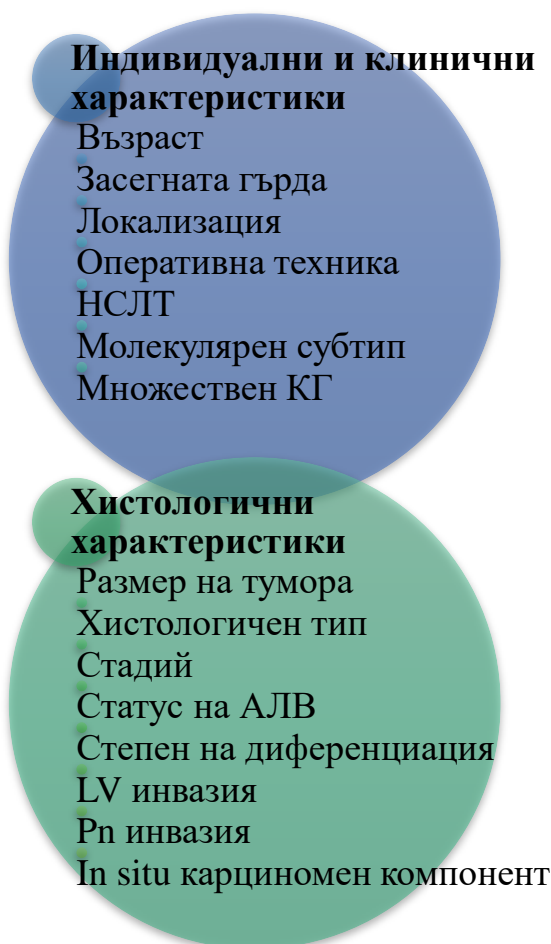 Индивидуални и клинични
характеристики
Възраст
Засегната гърда
Локализация
Оперативна техника
НСЛТ
Молекулярен субтип
Множествен КГ
Хистологични
характеристики
Размер на тумора
Хистологичен тип
Стадий
Статус на АЛВ
Степен на диференциация
LV инвазия
Pn инвазия
In situ карциномен компонент